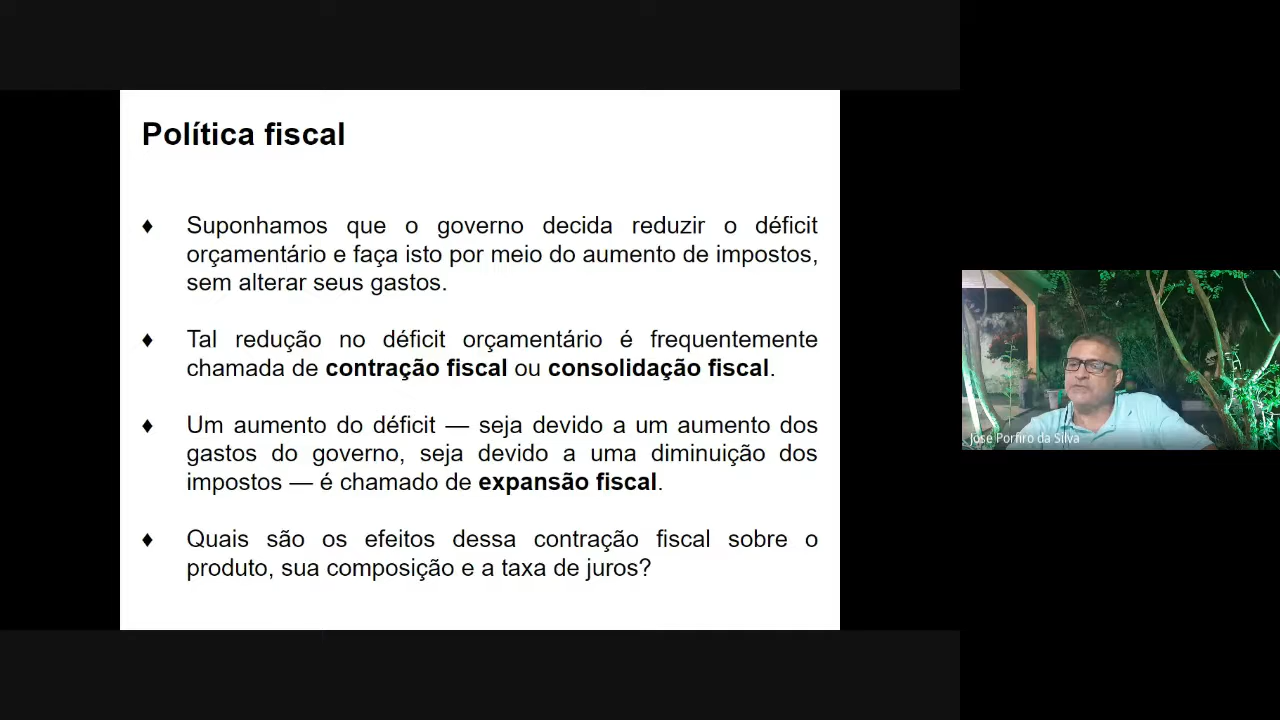 Política fiscal
♦ Suponhamos que o governo decida reduzir o déficit
orçamentário e faça isto por meio do aumento de impostos,
sem alterar seus gastos.
♦ Tal redução no déficit orçamentário é frequentemente
chamada de contração fiscal ou consolidação fiscal.
♦ Um aumento do déficit — seja devido a um aumento dos
gastos do governo, seja devido a uma diminuição dos
impostos — é chamado de expansão fiscal.
♦ Quais são os efeitos dessa contração fiscal sobre o
produto, sua composição e a taxa de juros?
José Porfiro da Silva